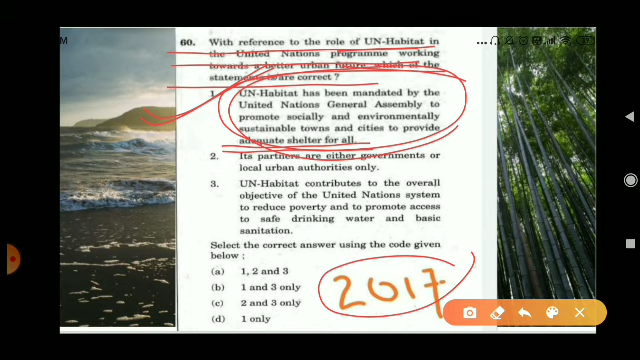 M
60. With reference to the role of UN-Habitat in
the United Nations programme working
towards a better urban future, which of the
statements is/are correct ?
1. UN-Habitat has been mandated by the
United Nations General Assembly to
promote socially and environmentally
sustainable towns and cities to provide
adequate shelter for all.
2. Its partners are either governments or
local urban authorities only.
3. UN-Habitat contributes to the overall
objective of the United Nations system
to reduce poverty and to promote access
to safe drinking water and basic
sanitation.
Select the correct answer using the code given
below :
(a) 1, 2 and 3
(b) 1 and 3 only
(c) 2 and 3 only
(d) 1 only
2017